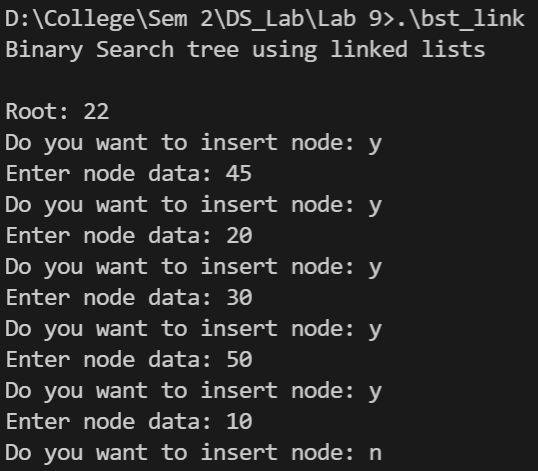 D:\College\Sem 2\DS_Lab\Lab 9>.\bst_link
Binary Search tree using linked lists
Root: 22
Do you want to insert node: y
Enter node data: 45
Do you want to insert node: y
Enter node data: 20
Do you want to insert node: y
Enter node data: 30
Do you want to insert node: y
Enter node data: 50
Do you want to insert node: y
Enter node data: 10
Do you want to insert node: n